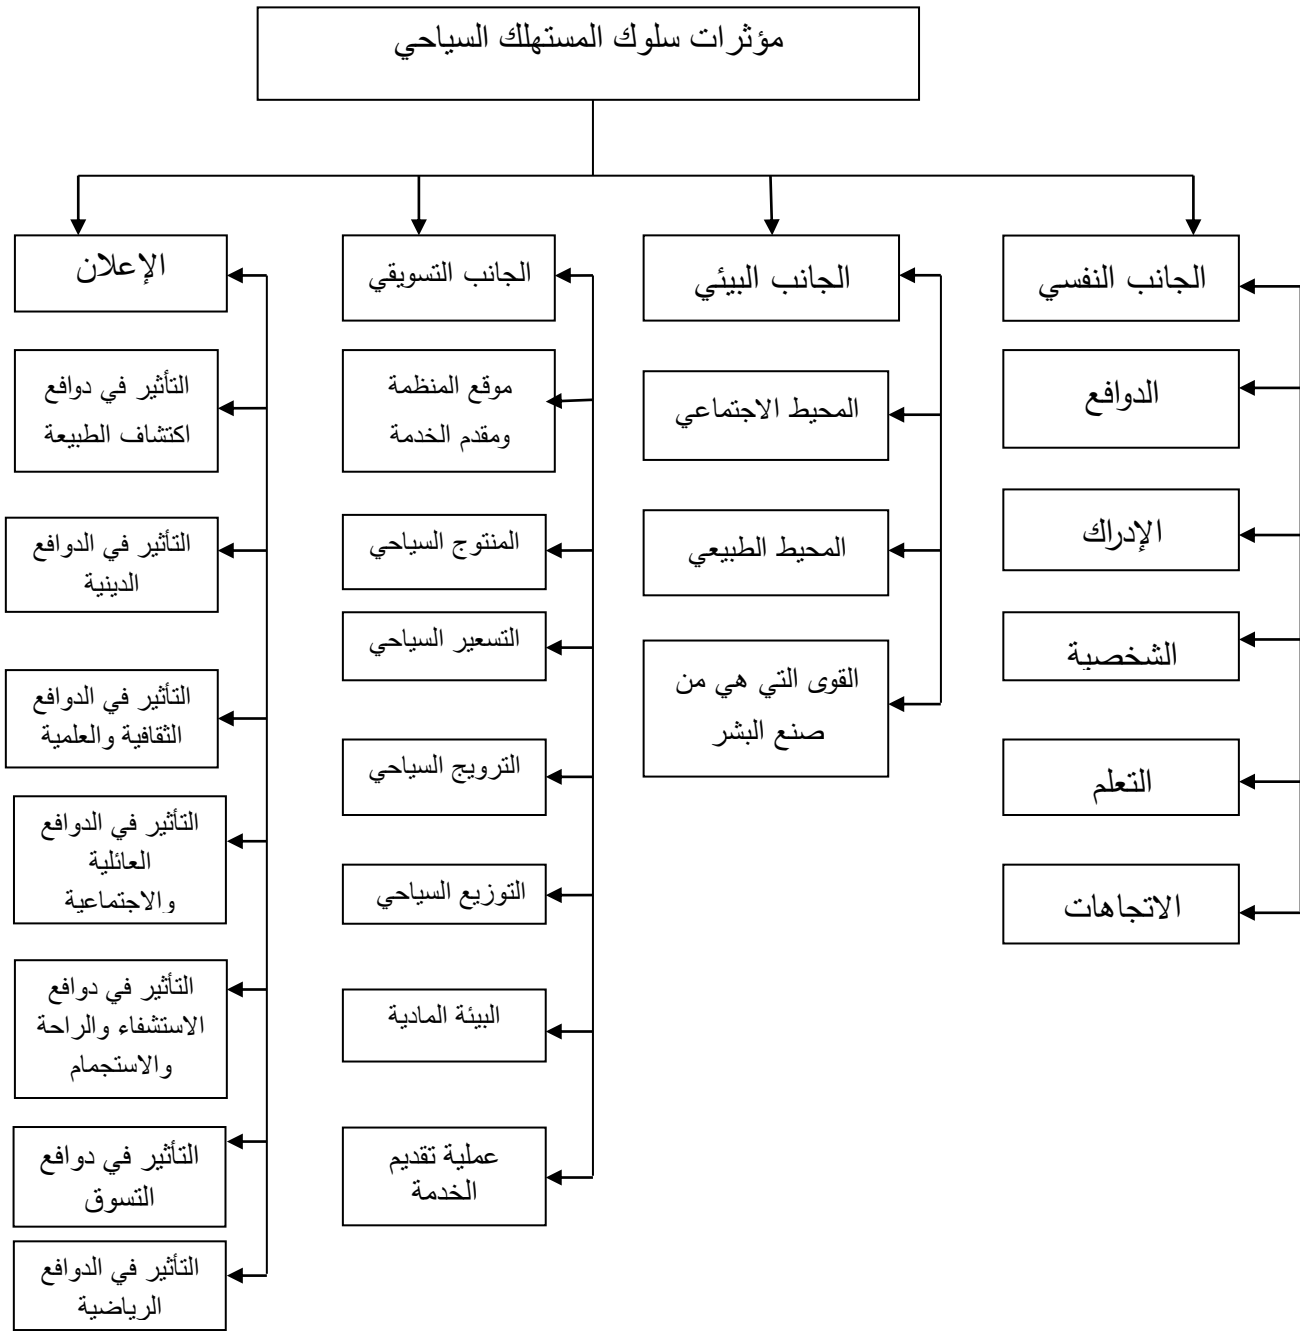 مؤثرات سلوك المستهلك السياحي
الجانب النفسي
الدوافع
الإدراك
الشخصية
التعلم
الاتجاهات
الجانب البيئي
المحيط الاجتماعي
المحيط الطبيعي
القوى التي هي من
صنع البشر
الجانب التسويقي
موقع المنظمة
ومقدم الخدمة
المنتوج السياحي
التسعير السياحي
الترويج السياحي
التوزيع السياحي
البيئة المادية
عملية تقديم
الخدمة
الإعلان
التأثير في دوافع
اكتشاف الطبيعة
التأثير في الدوافع
الدينية
التأثير في الدوافع
الثقافية والعلمية
التأثير في الدوافع
العائلية
والاجتماعية
التأثير في دوافع
الاستشفاء والراحة
والاستجمام
التأثير في دوافع
التسوق
التأثير في الدوافع
الرياضية